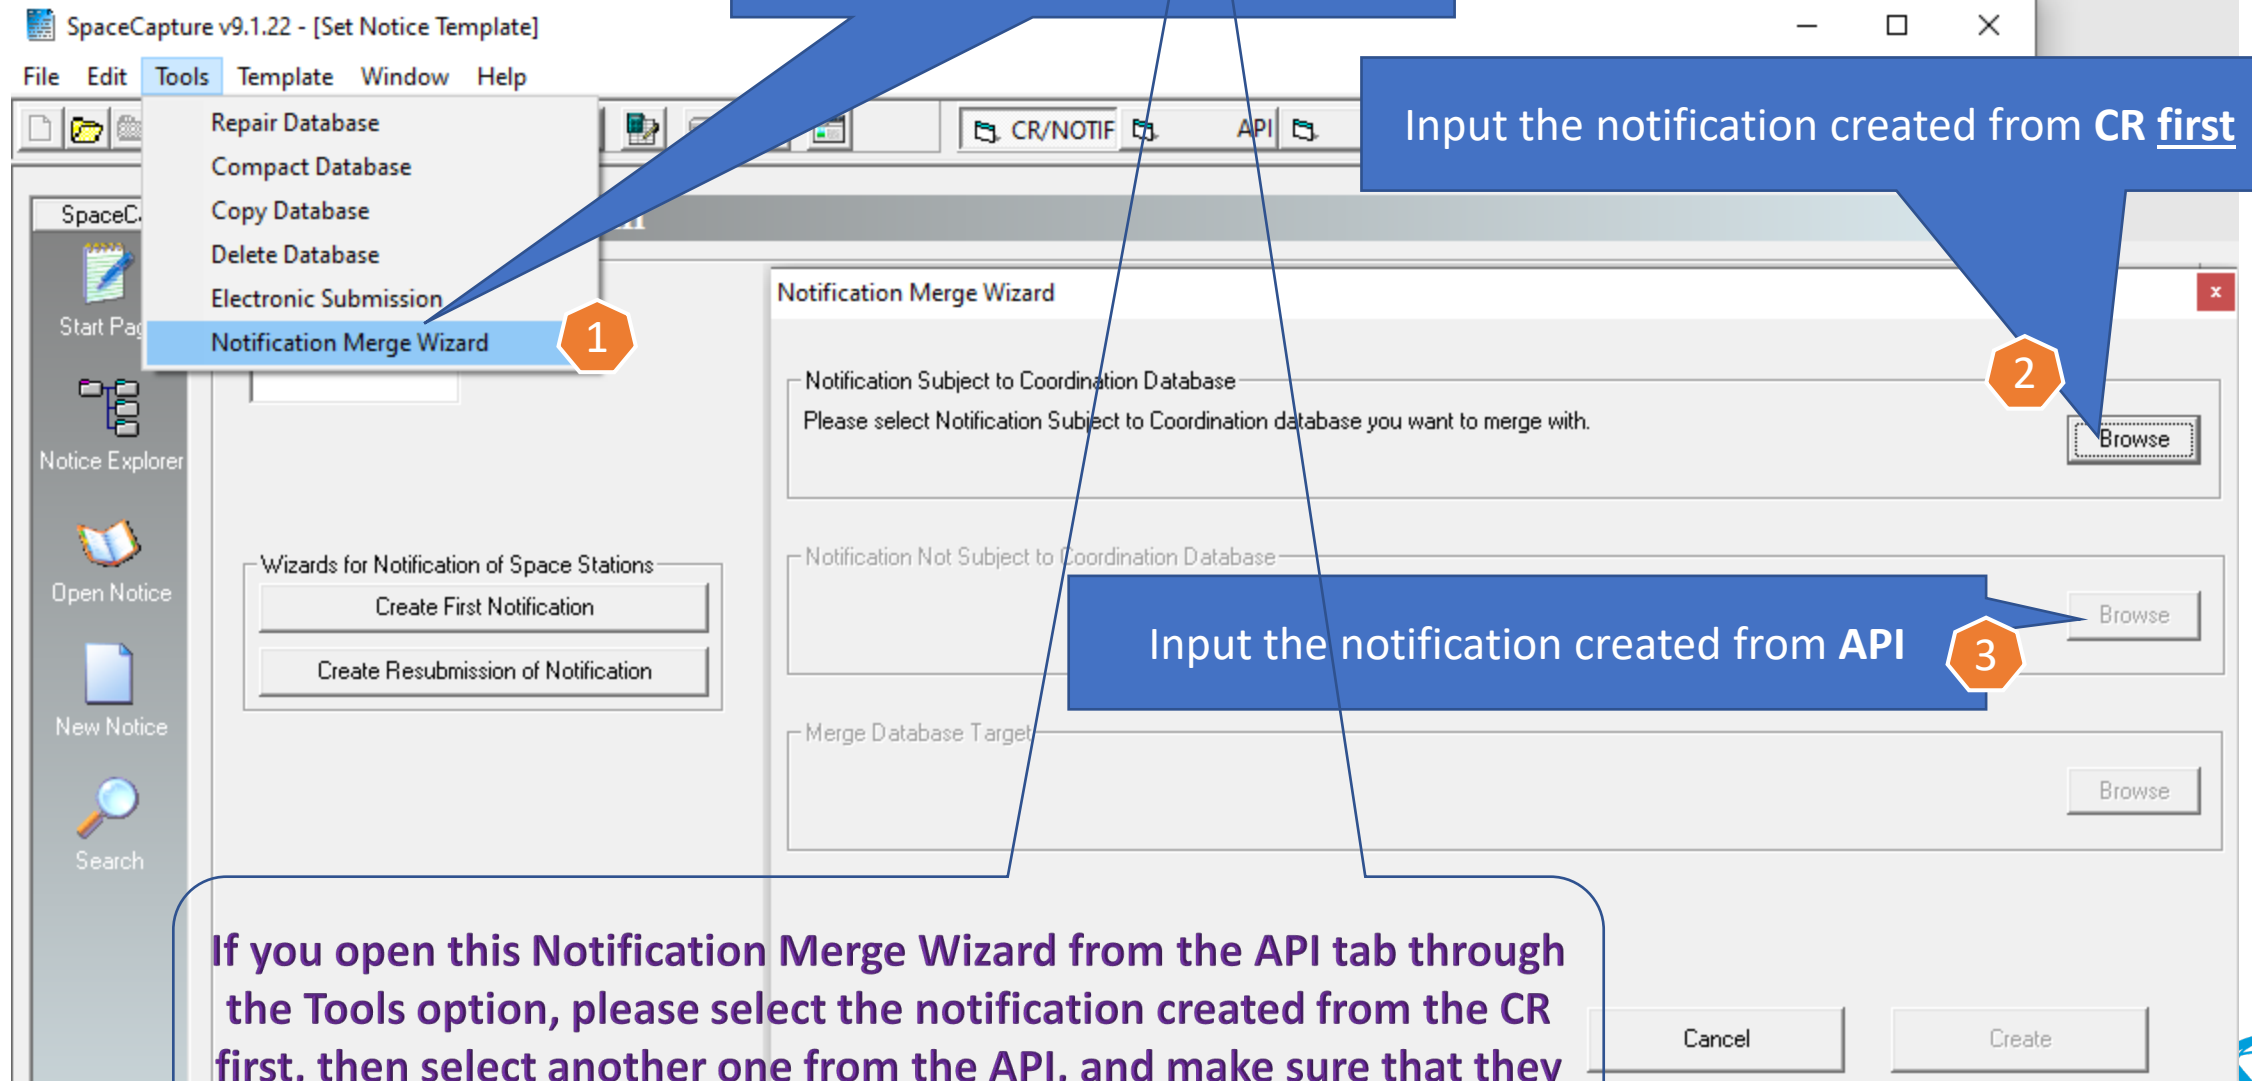 SpaceCapture v9.1.22 - [Set Notice Template]
File Edit Tools Template Window Help
Repair Database
Compact Database
Copy Database
Delete Database
Electronic Submission
Notification Merge Wizard
1
CR/NOTIF
API
Input the notification created from CR first
Start
Notice Explorer
Open Notice
New Notice
Search
Wizards for Notification of Space Stations
Create First Notification
Create Resubmission of Notification
Notification Merge Wizard
x
2
Notification Subject to Coordination Database
Please select Notification Subject to Coordination database you want to merge with.
Browse
Notification Not Subject to Coordination Database
Input the notification created from API
3
Browse
Merge Database Target
Browse
If you open this Notification Merge Wizard from the API tab through
the Tools option, please select the notification created from the CR
first, then select another one from the API, and make sure that they
Cancel
Create